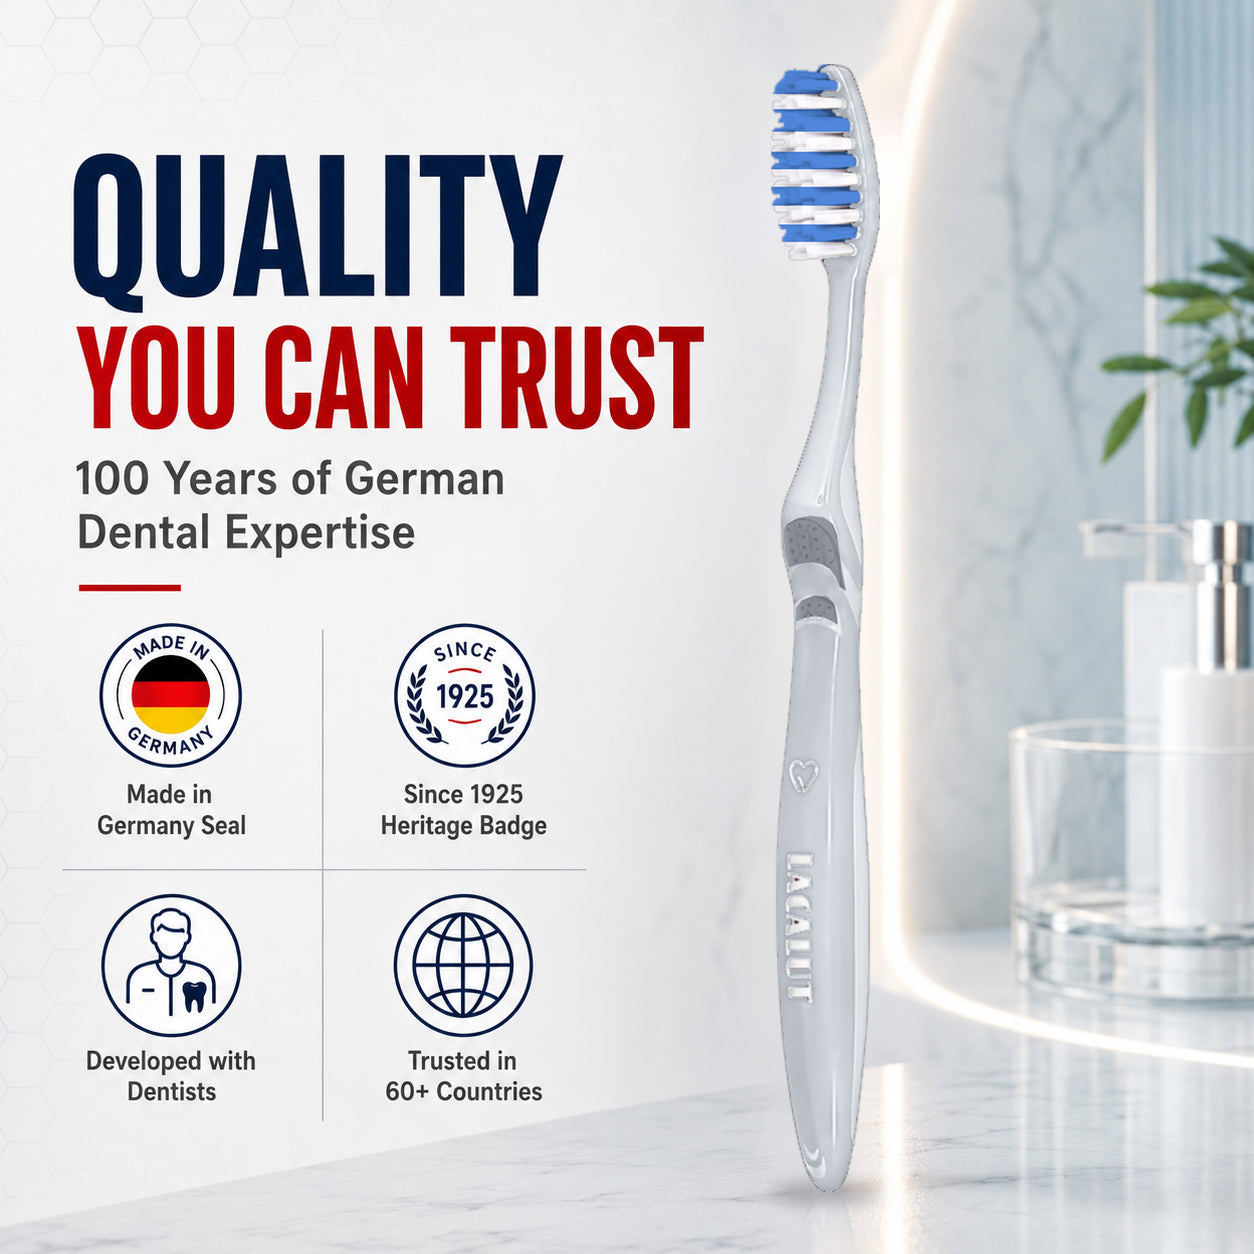 QUALITY
YOU CAN TRUST
100 Years of German
Dental Expertise
MADE IN
GERMANY
Made in
Germany Seal
SINCE
1925
Since 1925
Heritage Badge
Developed with
Dentists
Trusted in
60+ Countries
LACALUT